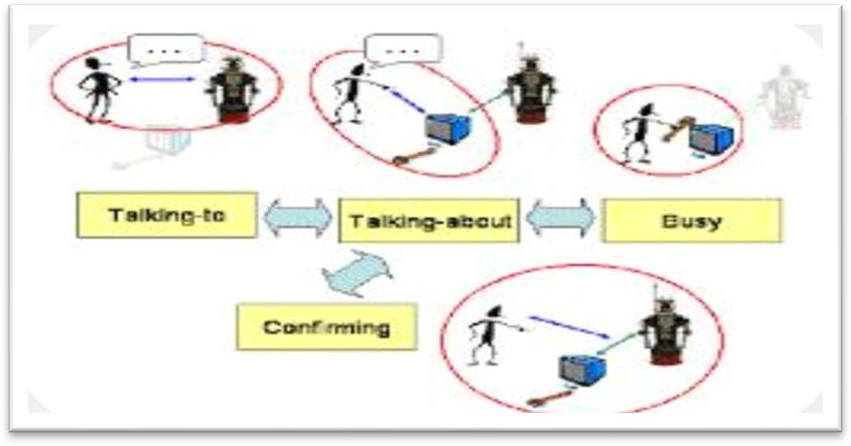 ...
...
Talking-to
Talking-about
Busy
Confirming